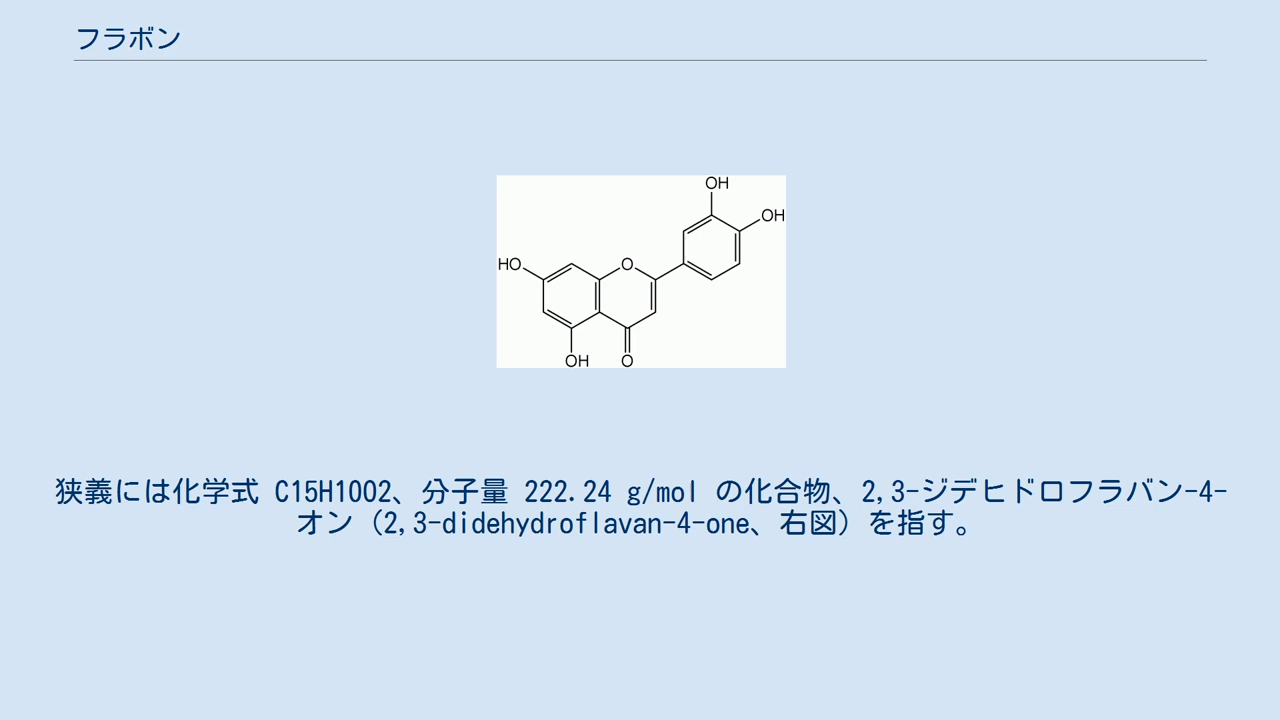 フラボン
OH
OH
HO
O
OH
O
狭義には化学式 C15H10O2、分子量 222.24 g/mol の化合物、2,3-ジデヒドロフラバン-4-
オン（2,3-didehydroflavan-4-one、右図）を指す。